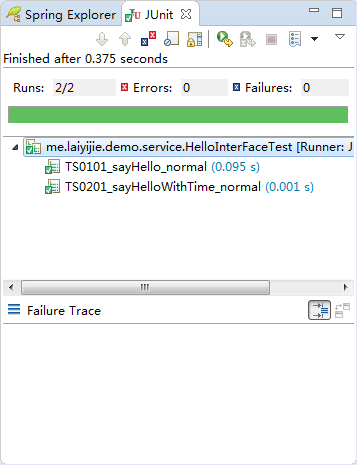 Spring Explorer JUnit
Finished after 0.375 seconds
Runs: 2/2 Errors: 0 Failures: 0
me.laiyijie.demo.service.HelloInterFaceTest [Runner: J
TS0101_sayHello_normal (0.095 s)
TS0201_sayHelloWithTime_normal (0.001 s)
Failure Trace